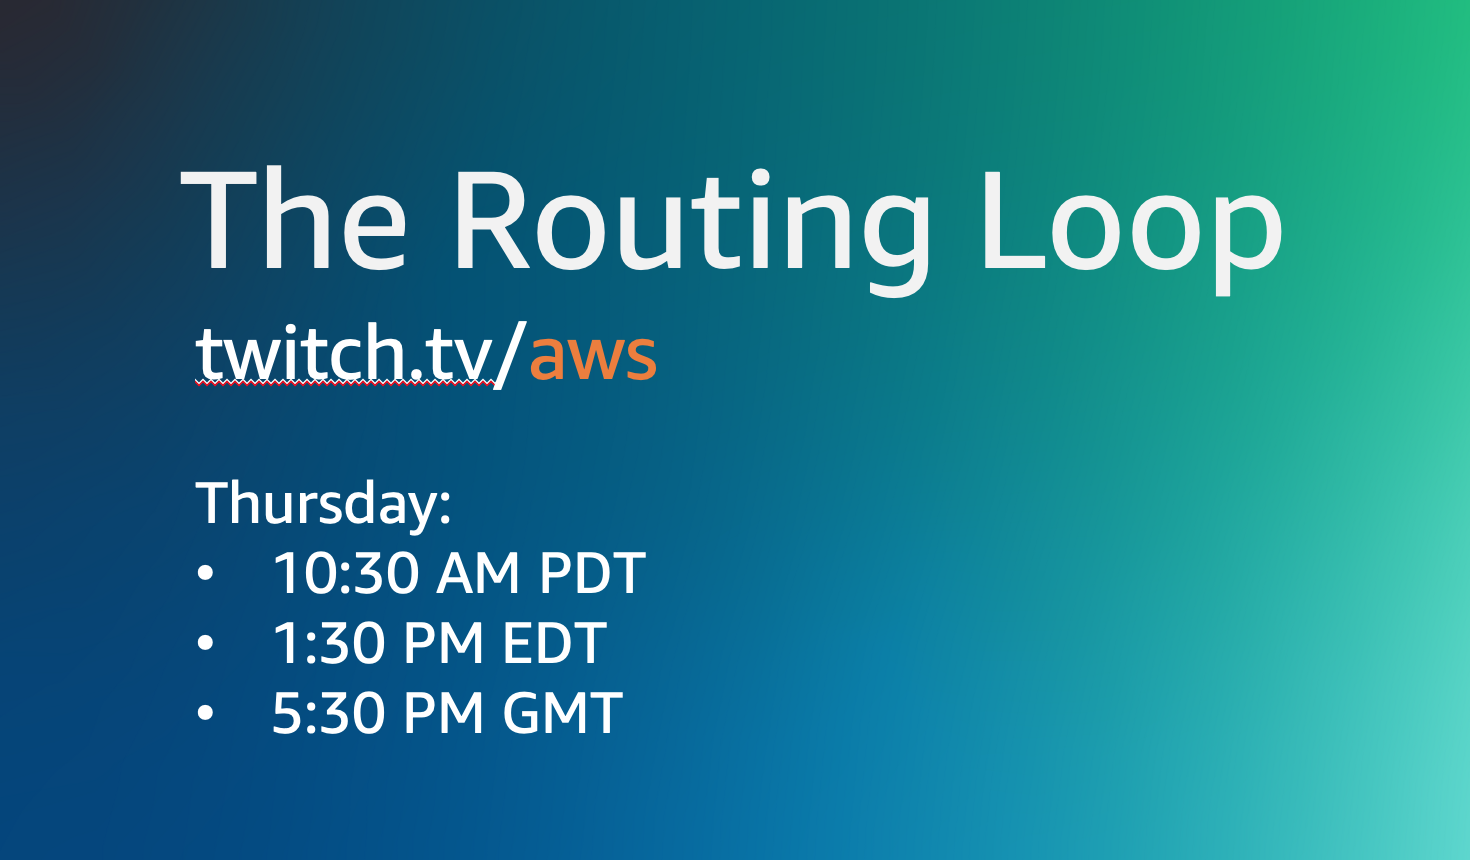 The Routing Loop
twitch.tv/aws
Thursday:
• 10:30 AM PDT
• 1:30 PM EDT
• 5:30 PM GMT